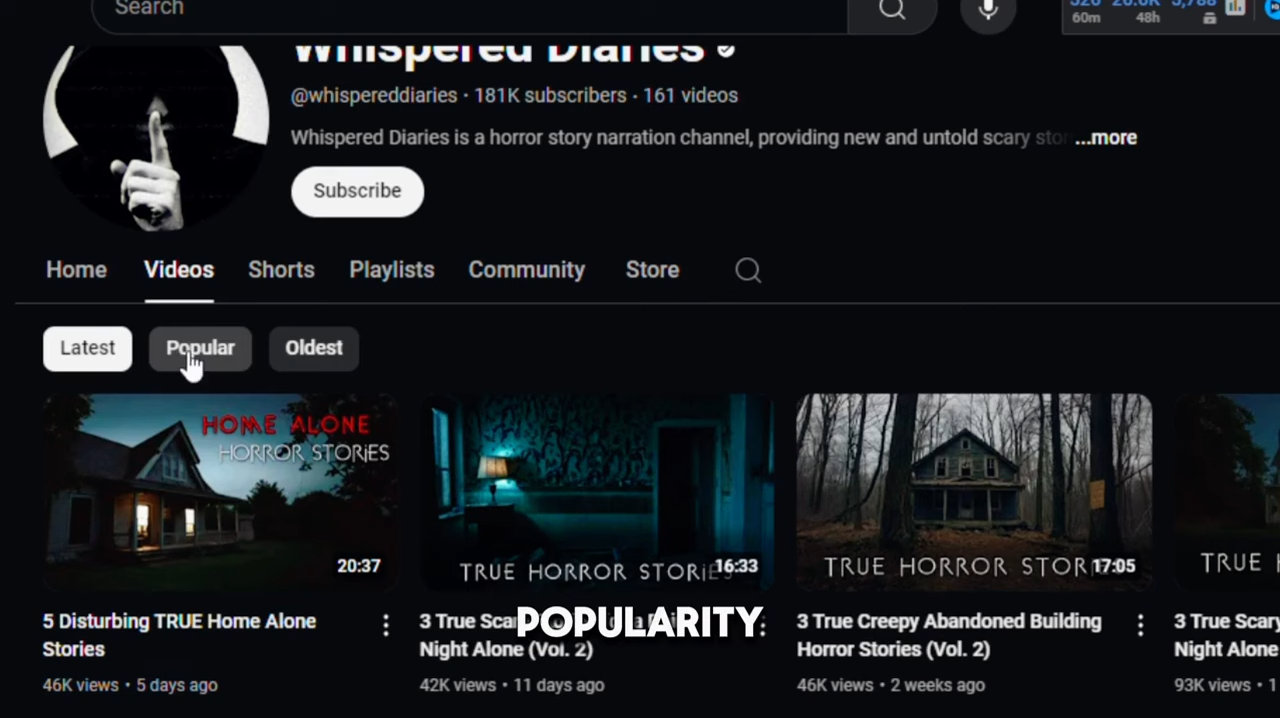 Search
60m 48h
Whispered Diaries
@whispereddiaries · 181K subscribers · 161 videos
Whispered Diaries is a horror story narration channel, providing new and untold scary ...more
Subscribe
Home Videos Shorts Playlists Community Store
Latest Popular Oldest
HOME ALONE
HORROR STORIES
20:37
TRUE HORROR STORIES
16:33
TRUE HORROR STOR
17:05
TRUE
5 Disturbing TRUE Home Alone
Stories
46K views • 5 days ago
3 True
Night Alone (Vol. 2)
42K views • 11 days ago
3 True Creepy Abandoned Building
Horror Stories (Vol. 2)
46K views • 2 weeks ago
3 True
Night Alone
93K views • 1
POPULARITY